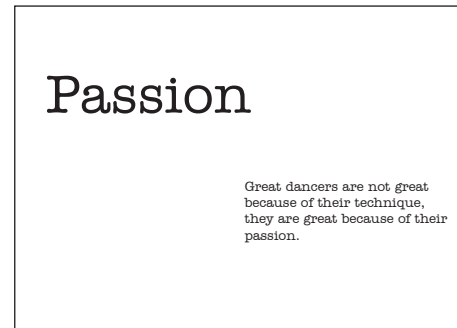 Passion
Great dancers are not great
because of their technique,
they are great because of their
passion.